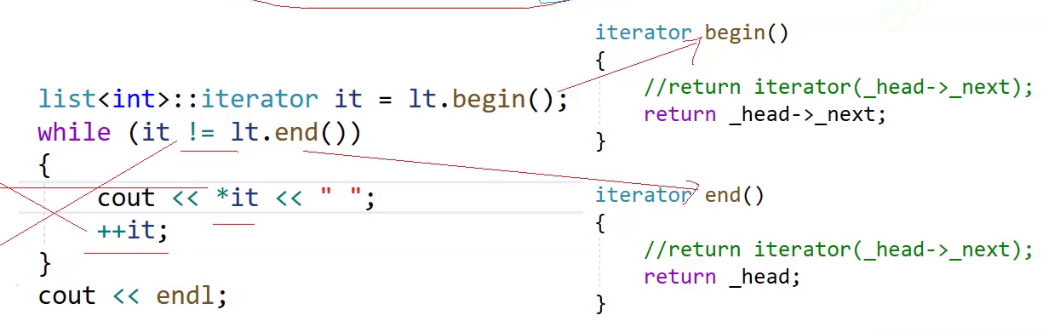 list<int>::iterator it = lt.begin();
while (it != lt.end())
{
cout << *it << " ";
++it;
}
cout << endl;
iterator begin()
{
//return iterator(_head->_next);
return _head->_next;
}
iterator end()
{
//return iterator(_head->_next);
return _head;
}